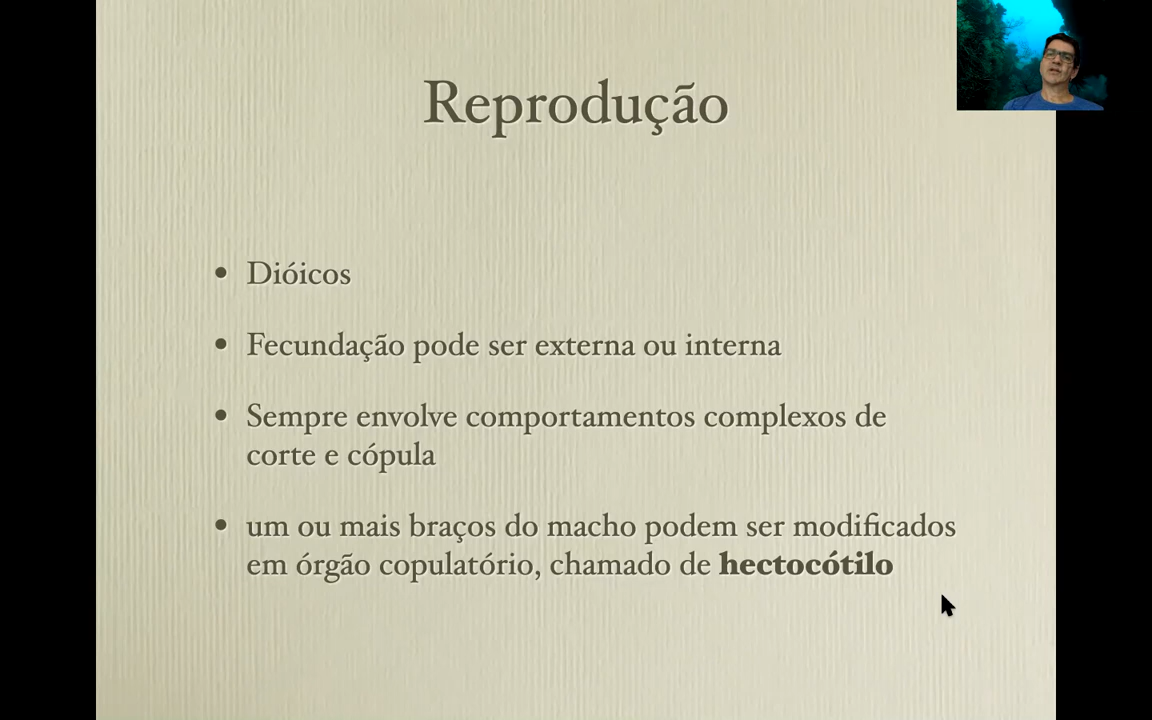 Reprodução
• Dióicos
• Fecundação pode ser externa ou interna
• Sempre envolve comportamentos complexos de
corte e cópula
• um ou mais braços do macho podem ser modificados
em órgão copulatório, chamado de hectocótilo